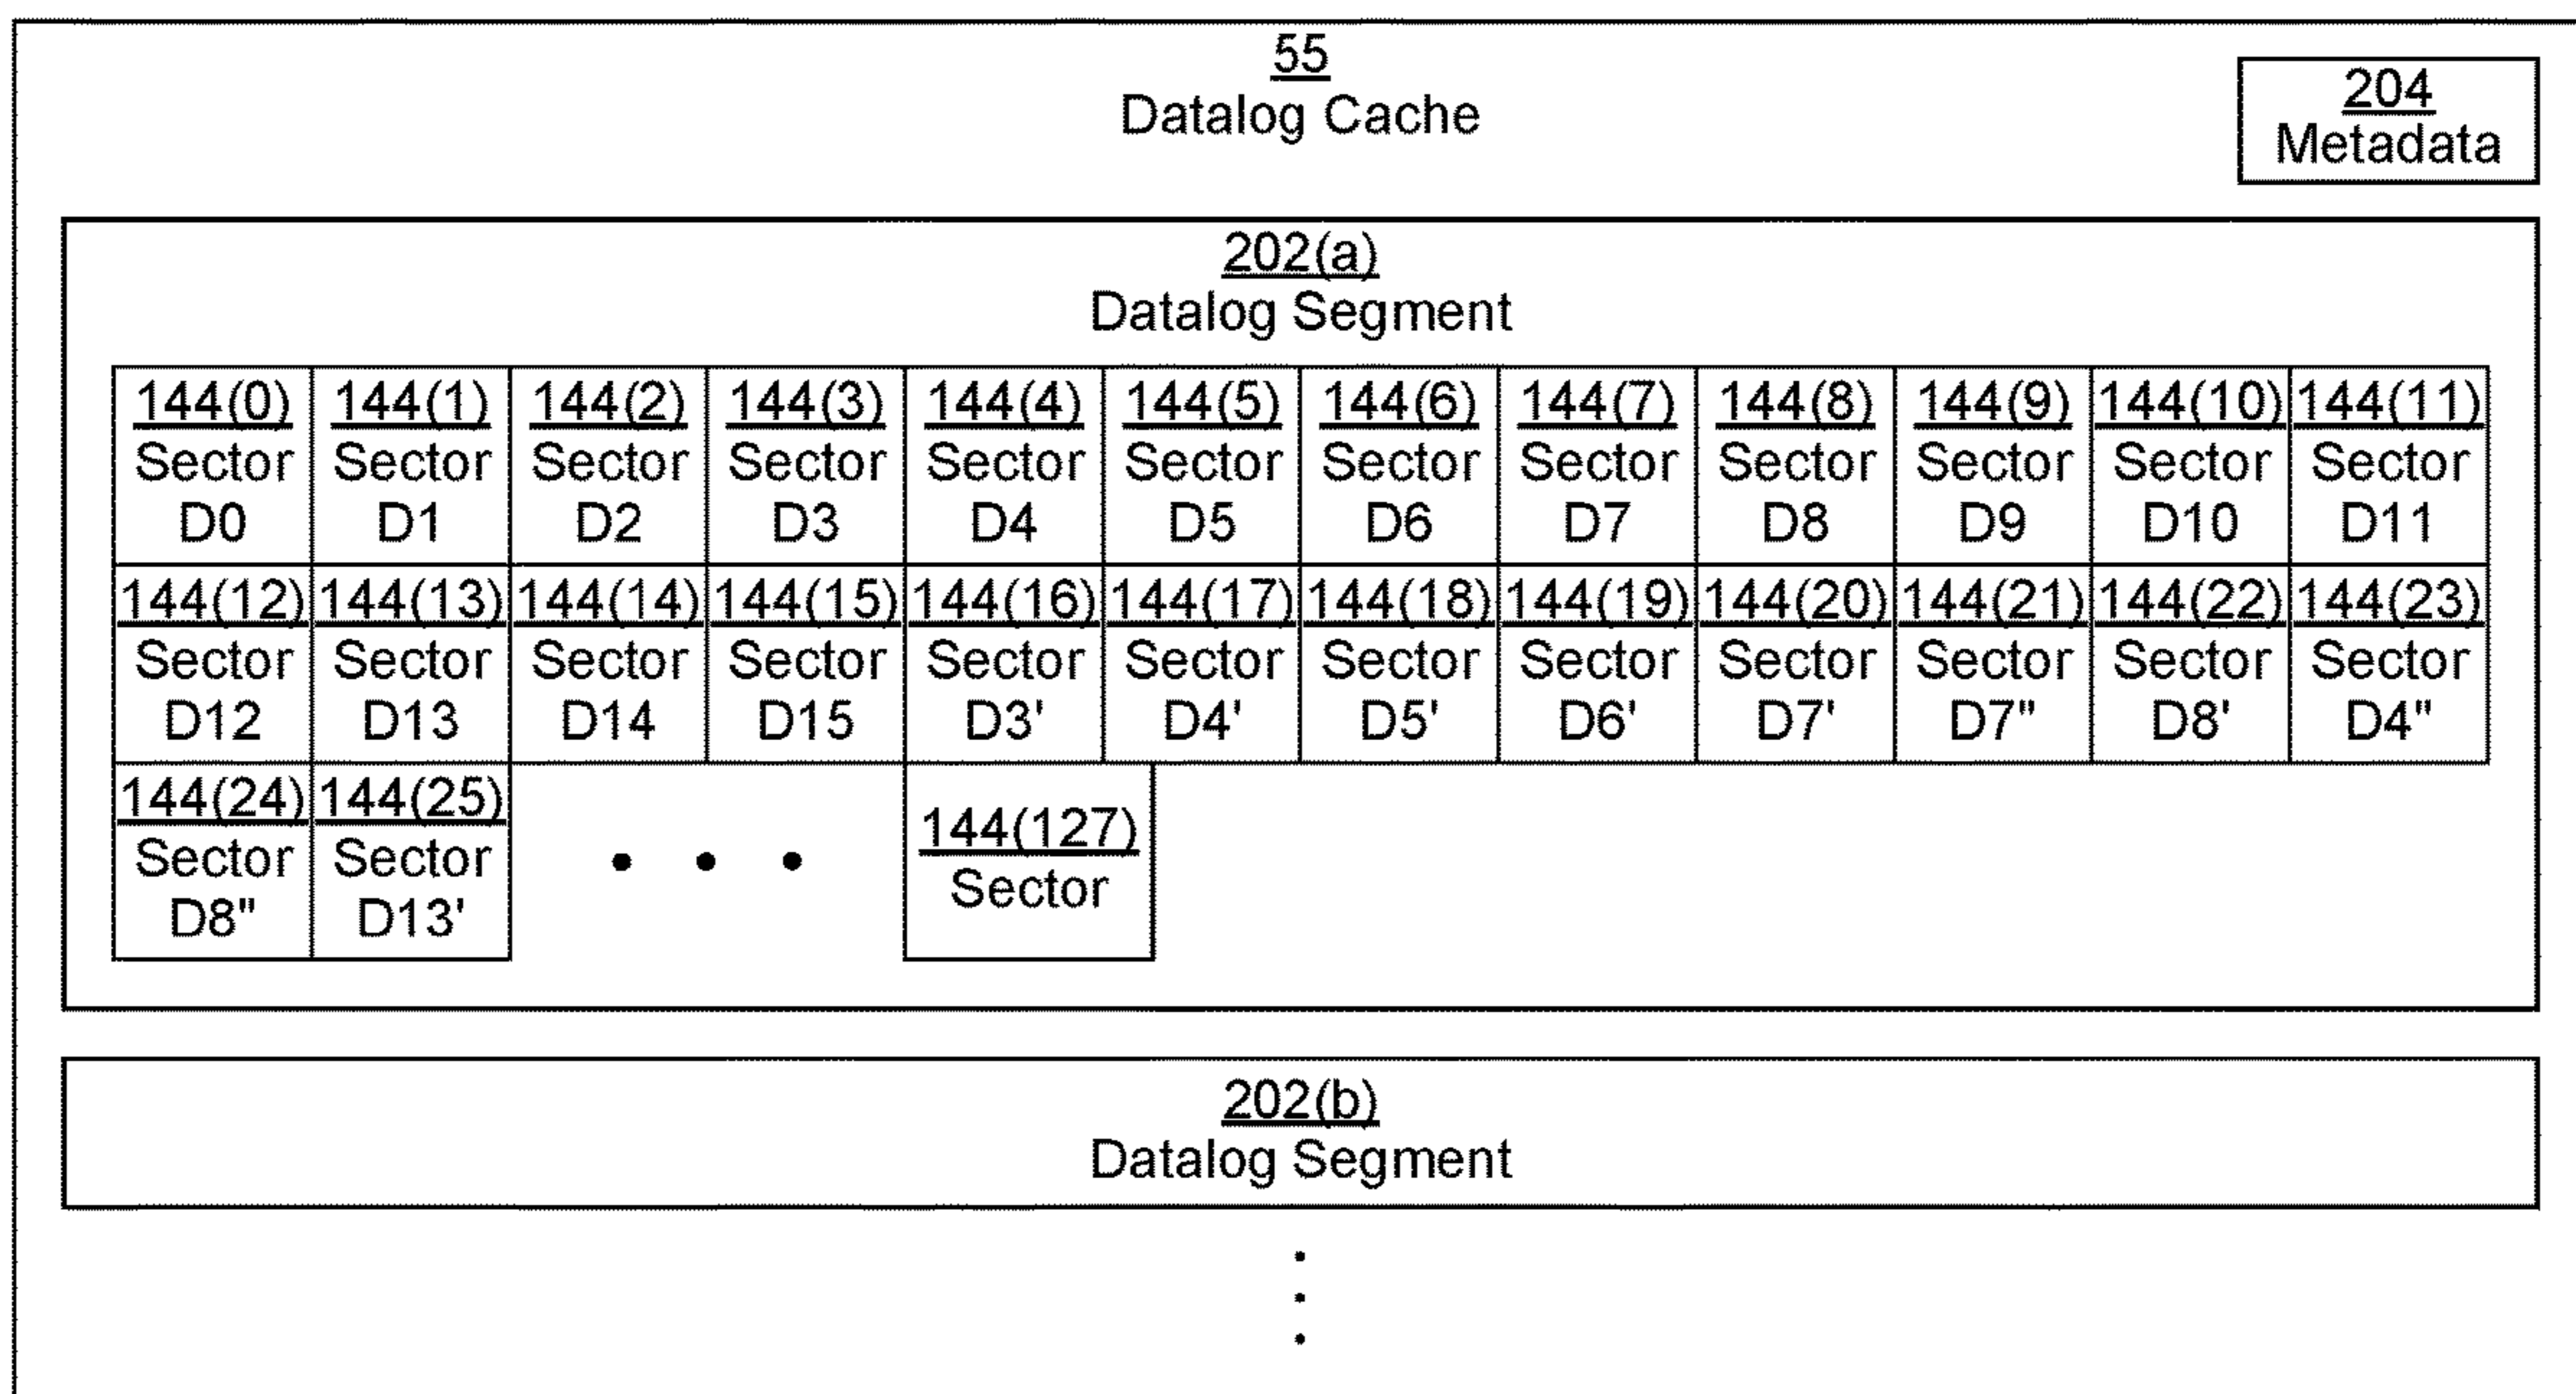 55
Datalog Cache
204
Metadata
202(a)
Datalog Segment
144(0) 144(1) 144(2) 144(3) 144(4) 144(5) 144(6) 144(7) 144(8) 144(9) 144(10) 144(11)
Sector Sector Sector Sector Sector Sector Sector Sector Sector Sector Sector Sector
D0 D1 D2 D3 D4 D5 D6 D7 D8 D9 D10 D11
144(12) 144(13) 144(14) 144(15) 144(16) 144(17) 144(18) 144(19) 144(20) 144(21) 144(22) 144(23)
Sector Sector Sector Sector Sector Sector Sector Sector Sector Sector Sector Sector
D12 D13 D14 D15 D3' D4' D5' D6' D7' D7" D8' D4"
144(24) 144(25) 144(127)
Sector Sector Sector
D8" D13'
202(b)
Datalog Segment